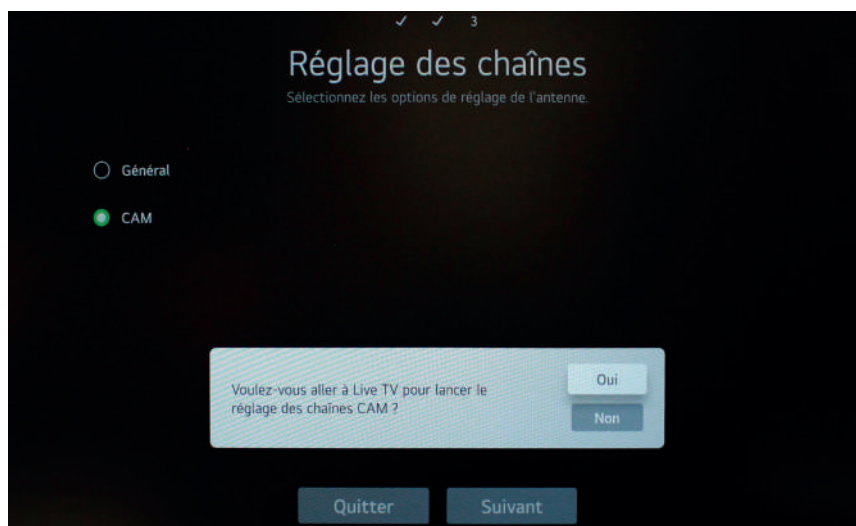 ✓ ✓ 3
Réglage des chaînes
Sélectionnez les options de réglage de l'antenne.
Général
CAM
Voulez-vous aller à Live TV pour lancer le
réglage des chaînes CAM ?
Oui
Non
Quitter
Suivant